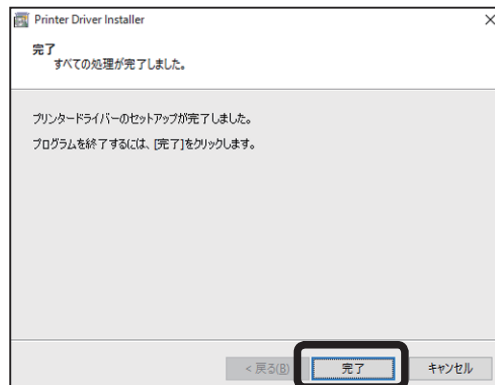 Printer Driver Installer
完了
すべての処理が完了しました。
プリンタードライバーのセットアップが完了しました。
プログラムを終了するには、[完了]をクリックします。
< 戻る(B)
完了
キャンセル